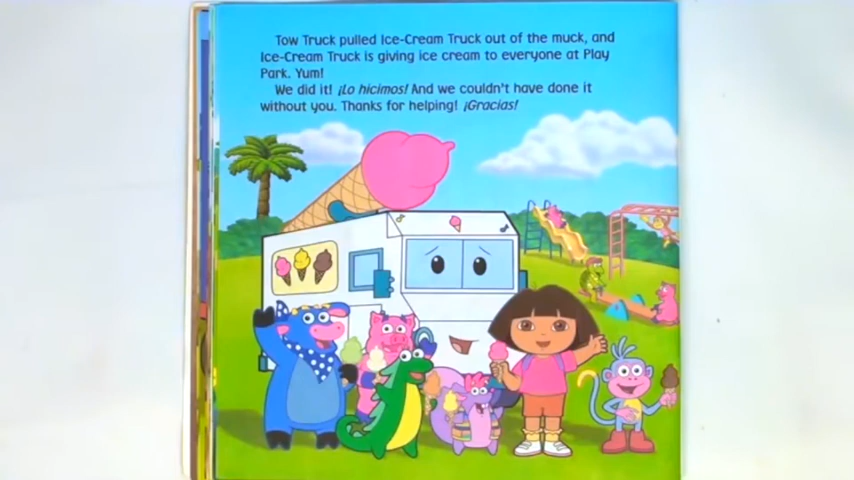 Tow Truck pulled Ice-Cream Truck out of the muck, and
Ice-Cream Truck is giving ice cream to everyone at Play
Park. Yum!
We did it! ¡Lo hicimos! And we couldn't have done it
without you. Thanks for helping! ¡Gracias!